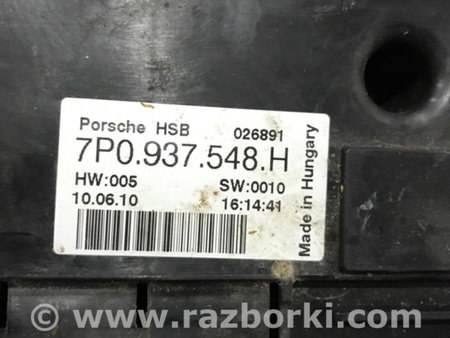 Porsche HSB 026891
7P0.937.548.H
HW:005 SW:0010
10.06.10 16:14:41
Made in Hungary
© www.razborki.com